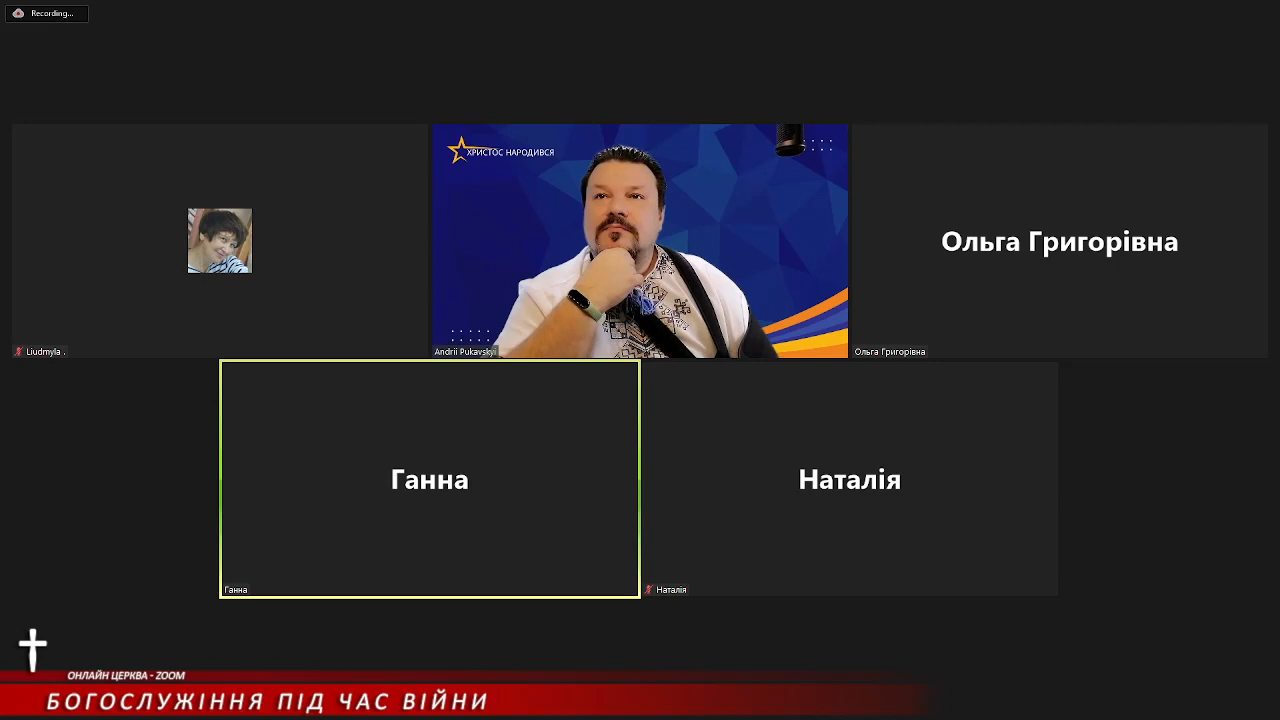 Recording...
ХРИСТОС НАРОДИВСЯ
Ольга Григорівна
Liudmyla .
Andrii Pukavskyi
Ольга Григорівна
Ганна
Наталія
Ганна
Наталія
ОНЛАЙН ЦЕРКВА - ZOOM
БОГОСЛУЖІННЯ ПІД ЧАС ВІЙНИ